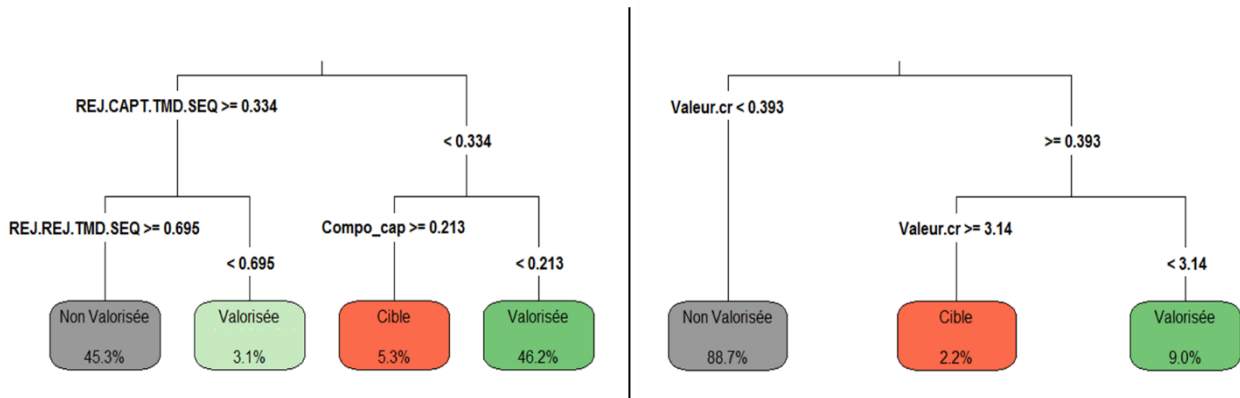 REJ.CAPT.TMD.SEQ >= 0.334
< 0.334
REJ.REJ.TMD.SEQ >= 0.695
< 0.695
Compo_cap >= 0.213
< 0.213
Non Valorisée
45.3%
Valorisée
3.1%
Cible
5.3%
Valorisée
46.2%
Valeur.cr < 0.393
>= 0.393
Valeur.cr >= 3.14
< 3.14
Non Valorisée
88.7%
Cible
2.2%
Valorisée
9.0%